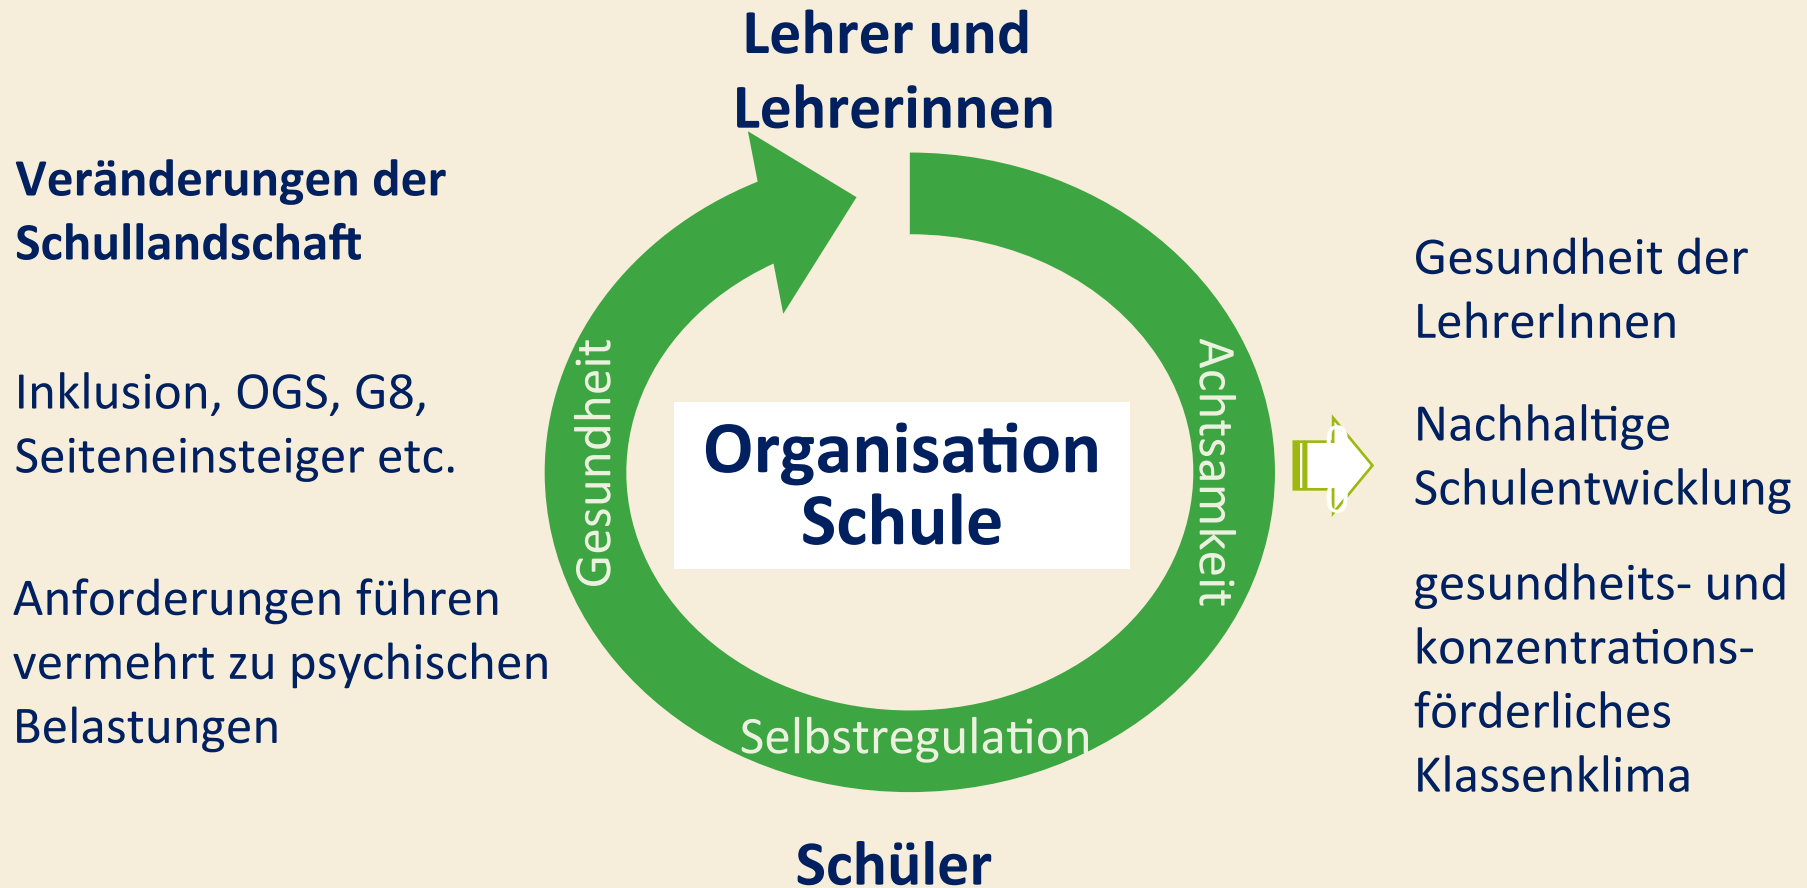 Lehrer und
Lehrerinnen
Veränderungen der
Schullandschaft
Inklusion, OGS, G8,
Seiteneinsteiger etc.
Anforderungen führen
vermehrt zu psychischen
Belastungen
Gesundheit
Organisation
Schule
Achtsamkeit
Selbstregulation
Schüler
Gesundheit der
LehrerInnen
Nachhaltige
Schulentwicklung
gesundheits- und
konzentrations-
förderliches
Klassenklima